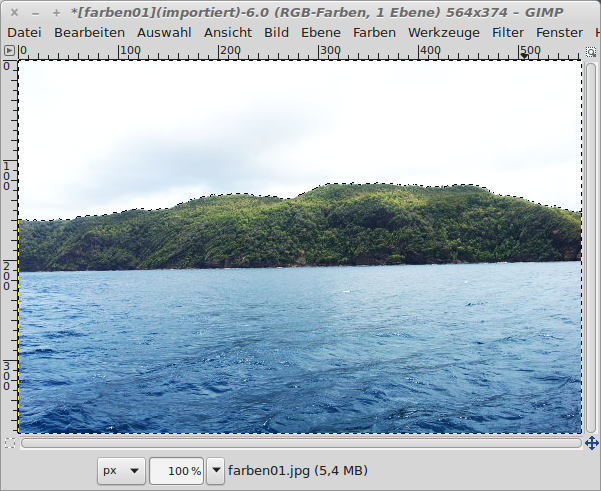 *[farben01](importiert)-6.0 (RGB-Farben, 1 Ebene) 564x374 – GIMP
Datei Bearbeiten Auswahl Ansicht Bild Ebene Farben Werkzeuge Filter Fenster
0 100 200 300 400 500
0
100
200
300
px 100 % farben01.jpg (5,4 MB)